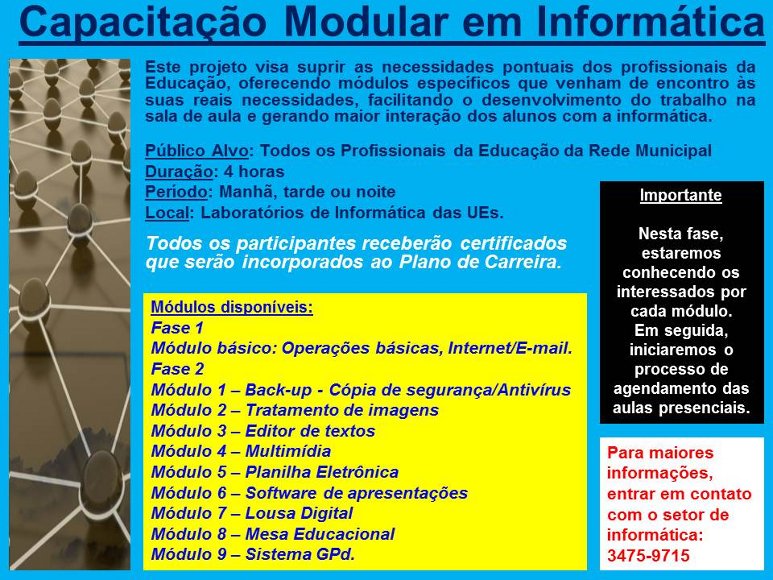 Capacitação Modular em Informática
Este projeto visa suprir as necessidades pontuais dos profissionais da
Educação, oferecendo módulos específicos que venham de encontro às
suas reais necessidades, facilitando o desenvolvimento do trabalho na
sala de aula e gerando maior interação dos alunos com a informática.
Público Alvo: Todos os Profissionais da Educação da Rede Municipal
Duração: 4 horas
Período: Manhã, tarde ou noite
Local: Laboratórios de Informática das UEs.
Todos os participantes receberão certificados
que serão incorporados ao Plano de Carreira.
Módulos disponíveis:
Fase 1
Módulo básico: Operações básicas, Internet/E-mail.
Fase 2
Módulo 1 – Back-up - Cópia de segurança/Antivírus
Módulo 2 – Tratamento de imagens
Módulo 3 – Editor de textos
Módulo 4 – Multimídia
Módulo 5 – Planilha Eletrônica
Módulo 6 – Software de apresentações
Módulo 7 – Lousa Digital
Módulo 8 – Mesa Educacional
Módulo 9 – Sistema GPd.
Importante
Nesta fase,
estaremos
conhecendo os
interessados por
cada módulo.
Em seguida,
iniciaremos o
processo de
agendamento das
aulas presenciais.
Para maiores
informações,
entrar em contato
com o setor de
informática:
3475-9715